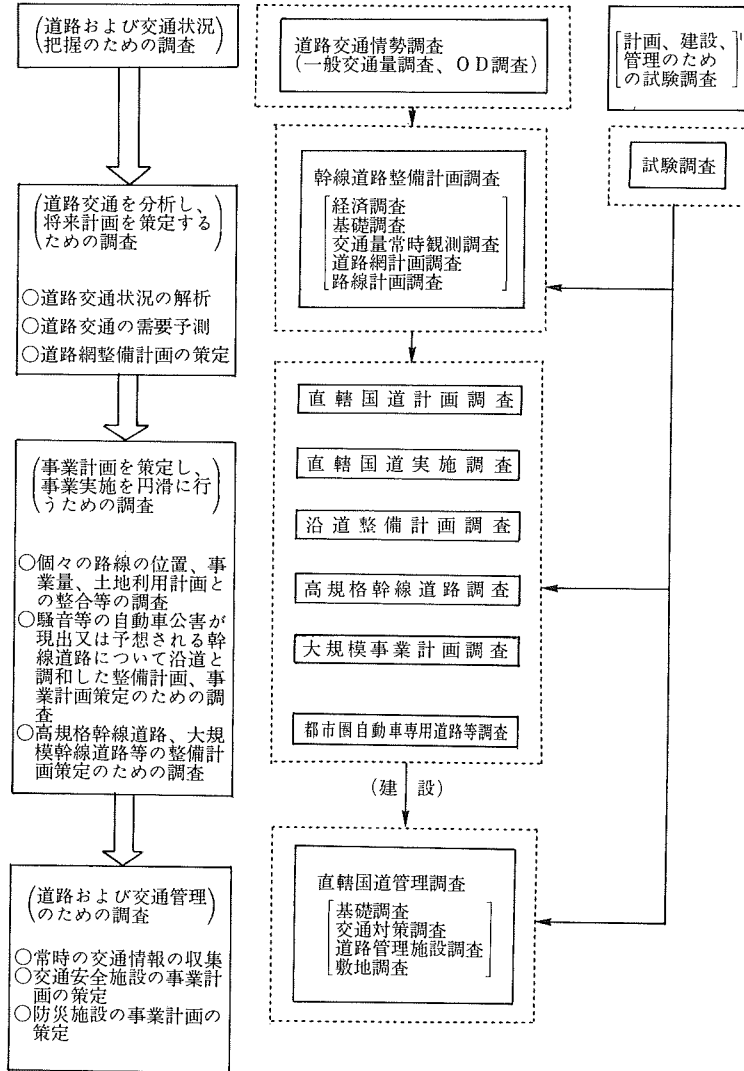 (道路および交通状況
把握のための調査)
(道路交通を分析し、
将来計画を策定する
ための調査)
○道路交通状況の解析
○道路交通の需要予測
○道路網整備計画の策定
(事業計画を策定し、
事業実施を円滑に行
うための調査)
○個々の路線の位置、事
業量、土地利用計画と
の整合等の調査
○騒音等の自動車公害が
現出又は予想される幹
線道路について沿道と
調和した整備計画、事
業計画策定のための調
査
○高規格幹線道路、大規
模幹線道路等の整備計
画策定のための調査
(道路および交通管理
のための調査)
○常時の交通情報の収集
○交通安全施設の事業計
画の策定
○防災施設の事業計画の
策定
道路交通情勢調査
(一般交通量調査、OD調査)
幹線道路整備計画調査
[経済調査
基礎調査
交通量常時観測調査
道路網計画調査
路線計画調査]
直轄国道計画調査
直轄国道実施調査
沿道整備計画調査
高規格幹線道路調査
大規模事業計画調査
都市圏自動車専用道路等調査
(建設)
直轄国道管理調査
[基礎調査
交通対策調査
道路管理施設調査
敷地調査]
[計画、建設、
管理のため
の試験調査]
試験調査